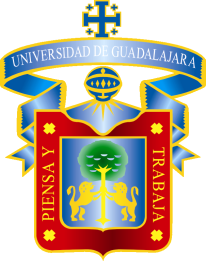 UNIVERSIDAD DE GUADALAJARA
PIENSA Y
TRABAJA